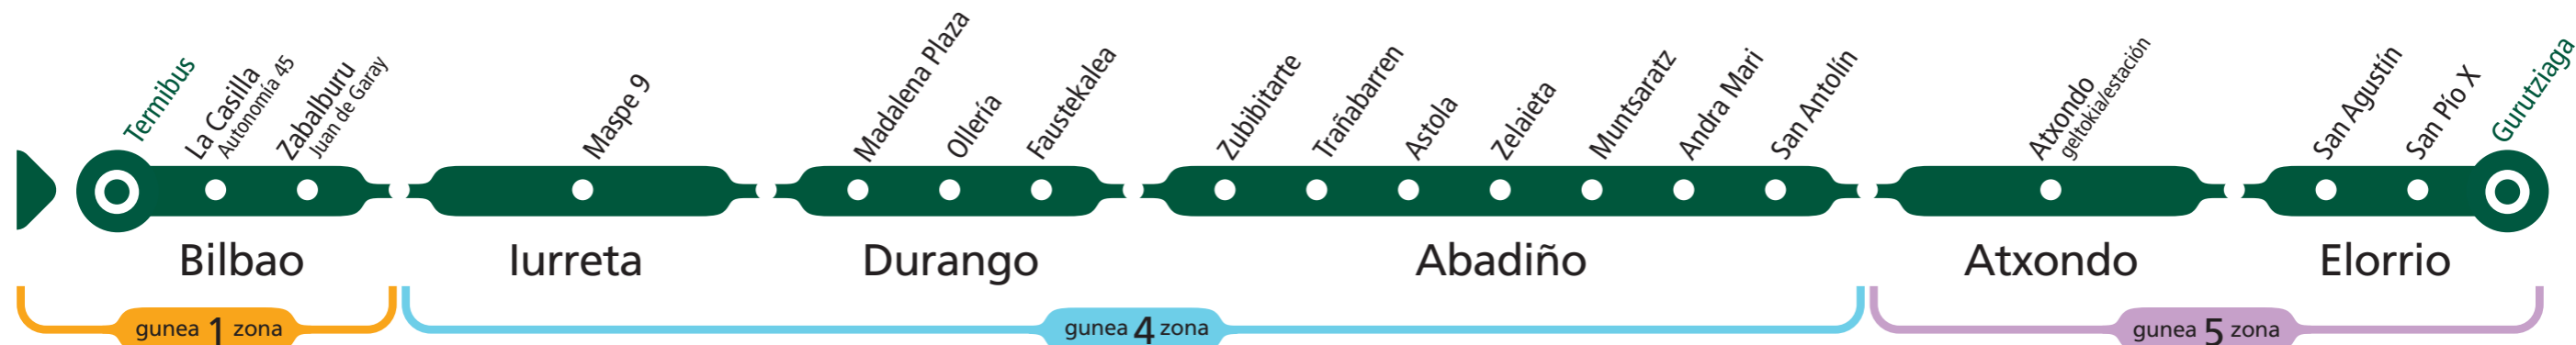 Termibus
La Casilla
Autonomía 45
Zabalburu
Juan de Garay
Maspe 9
Madalena Plaza
Ollería
Faustekalea
Zubibitarte
Trañabarren
Astola
Zelaieta
Muntsaratz
Andra Mari
San Antolín
Atxondo
geltokia/estación
San Agustín
San Pío X
Gurutziaga
Bilbao
Iurreta
Durango
Abadiño
Atxondo
Elorrio
gunea 1 zona
gunea 4 zona
gunea 5 zona